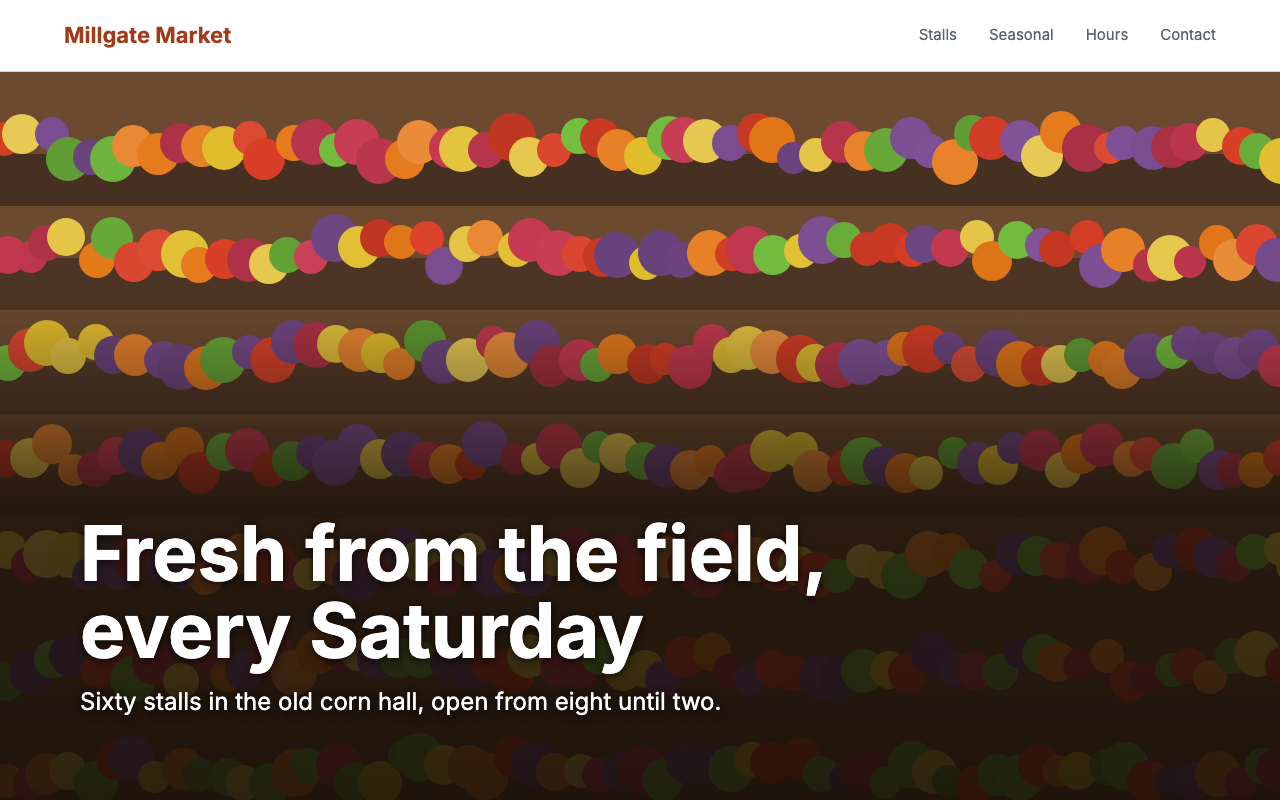 Millgate Market
Stalls Seasonal Hours Contact
Fresh from the field,
every Saturday
Sixty stalls in the old corn hall, open from eight until two.